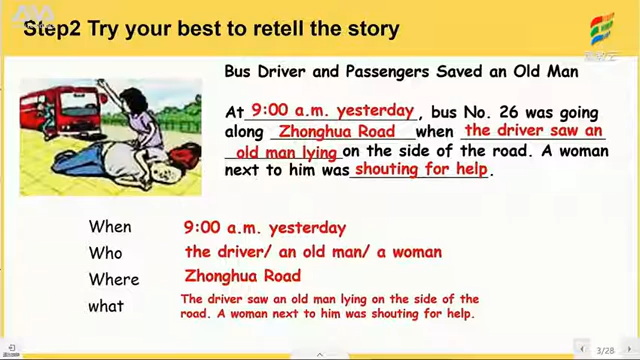 Step2 Try your best to retell the story
Bus Driver and Passengers Saved an Old Man
At 9:00 a.m. yesterday, bus No. 26 was going
along Zhonghua Road when the driver saw an
old man lying on the side of the road. A woman
next to him was shouting for help.
When 9:00 a.m. yesterday
Who the driver/ an old man/ a woman
Where Zhonghua Road
what The driver saw an old man lying on the side of the
road. A woman next to him was shouting for help.
3/28